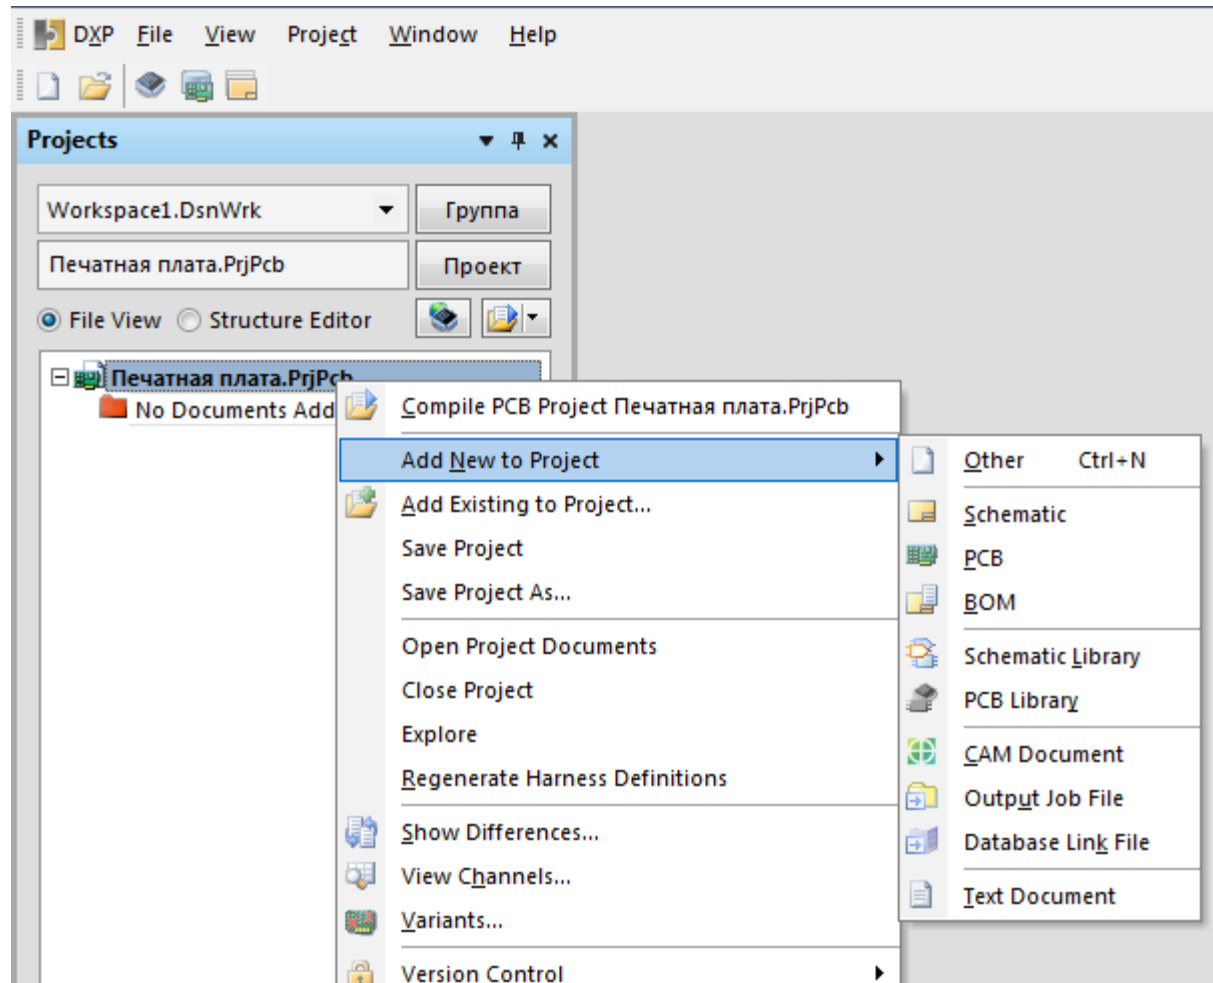 DXP File View Project Window Help
Projects
Workspace1.DsnWrk Группа
Печатная плата.PrjPcb Проект
File View Structure Editor
Печатная плата.PrjPcb
No Documents Add
Compile PCB Project Печатная плата.PrjPcb
Add New to Project
Add Existing to Project...
Save Project
Save Project As...
Open Project Documents
Close Project
Explore
Regenerate Harness Definitions
Show Differences...
View Channels...
Variants...
Version Control
Other Ctrl+N
Schematic
PCB
BOM
Schematic Library
PCB Library
CAM Document
Output Job File
Database Link File
Text Document